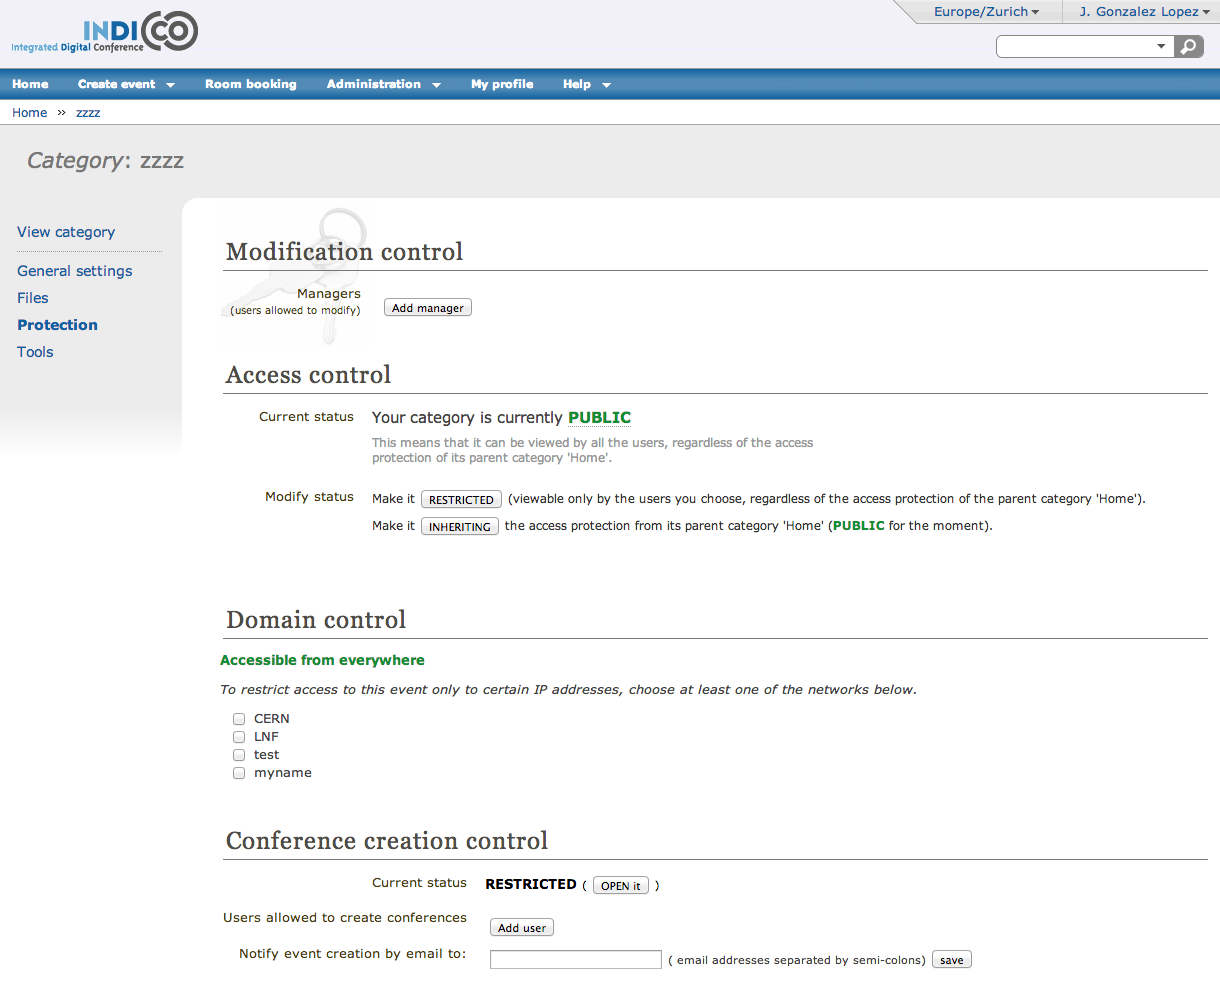 Europe/Zurich
J. Gonzalez Lopez
INDICO
Integrated Digital Conference
Home
Create event
Room booking
Administration
My profile
Help
Home » zzzz
Category: zzzz
View category
General settings
Files
Protection
Tools
Modification control
Managers
(users allowed to modify)
Add manager
Access control
Current status
Your category is currently PUBLIC
This means that it can be viewed by all the users, regardless of the access
protection of its parent category 'Home'.
Modify status
Make it RESTRICTED (viewable only by the users you choose, regardless of the access protection of the parent category 'Home').
Make it INHERITING the access protection from its parent category 'Home' (PUBLIC for the moment).
Domain control
Accessible from everywhere
To restrict access to this event only to certain IP addresses, choose at least one of the networks below.
CERN
LNF
test
myname
Conference creation control
Current status
RESTRICTED ( OPEN it )
Users allowed to create conferences
Add user
Notify event creation by email to:
( email addresses separated by semi-colons) save